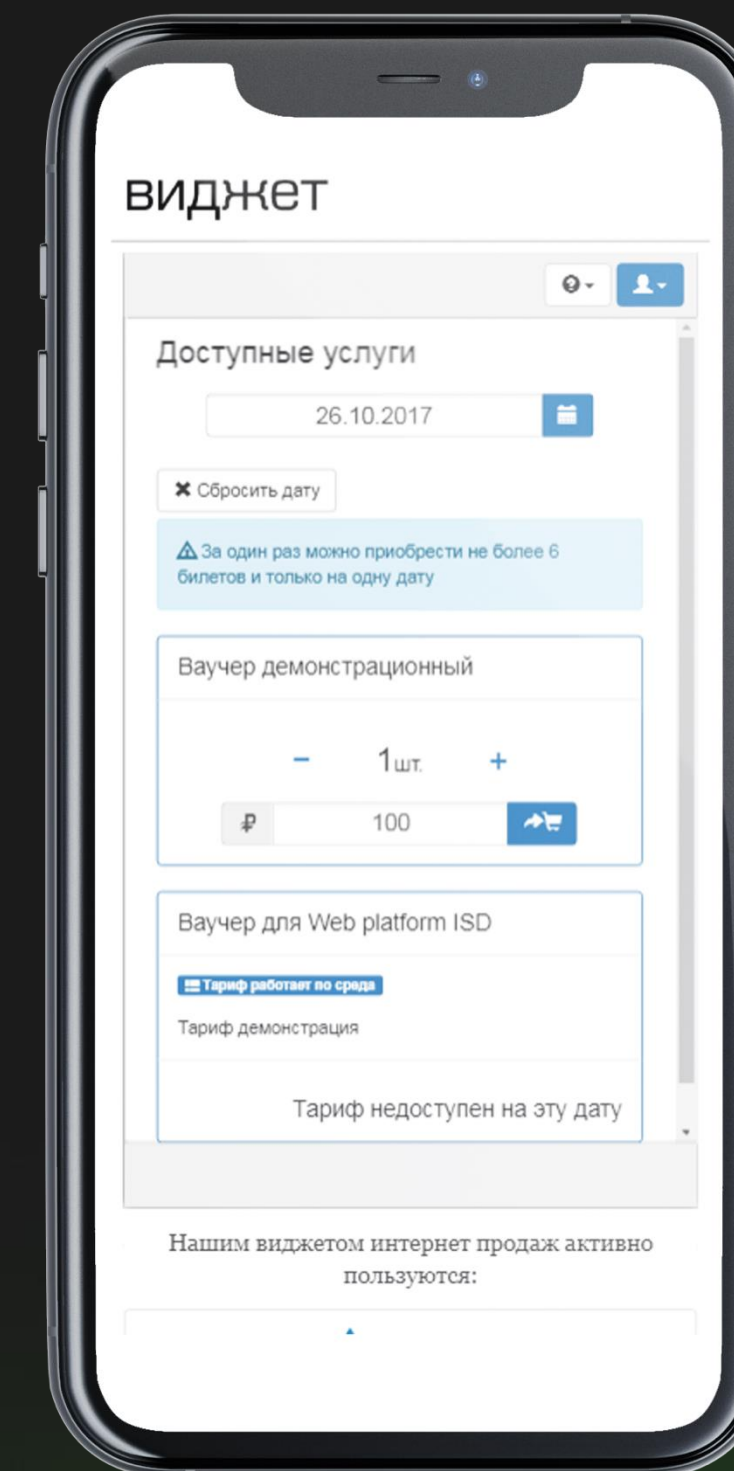 виджет
Доступные услуги
26.10.2017
Сбросить дату
За один раз можно приобрести не более 6
билетов и только на одну дату
Ваучер демонстрационный
− 1 шт. +
₽ 100
Ваучер для Web platform ISD
Тариф работает по среда
Тариф демонстрация
Тариф недоступен на эту дату
Нашим виджетом интернет продаж активно
пользуются: